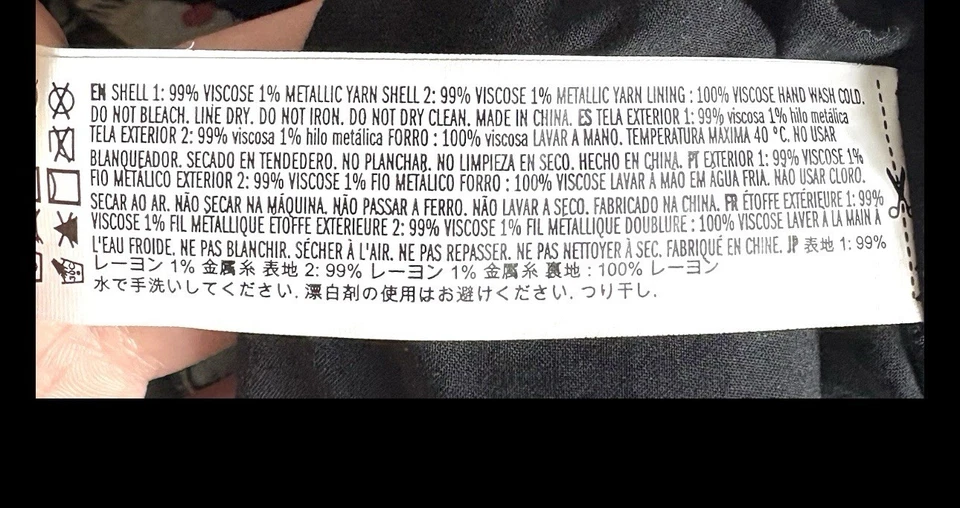 EN SHELL 1: 99% VISCOSE 1% METALLIC YARN SHELL 2: 99% VISCOSE 1% METALLIC YARN LINING : 100% VISCOSE HAND WASH COLD.
DO NOT BLEACH. LINE DRY. DO NOT IRON. DO NOT DRY CLEAN. MADE IN CHINA. ES TELA EXTERIOR 1: 99% viscosa 1% hilo metálica
TELA EXTERIOR 2: 99% viscosa 1% hilo metálica FORRO : 100% viscosa LAVAR A MANO. TEMPERATURA MÁXIMA 40 °C. NO USAR
BLANQUEADOR. SECADO EN TENDEDERO. NO PLANCHAR. NO LIMPIEZA EN SECO. HECHO EN CHINA. PT EXTERIOR 1: 99% VISCOSE 1%
FIO METÁLICO EXTERIOR 2: 99% VISCOSE 1% FIO METÁLICO FORRO : 100% VISCOSE LAVAR À MÃO EM ÁGUA FRIA. NÃO USAR CLORO.
SECAR AO AR. NÃO SECAR NA MÁQUINA. NÃO PASSAR A FERRO. NÃO LAVAR A SECO. FABRICADO NA CHINA. FR ÉTOFFE EXTÉRIEURE 1: 99%
VISCOSE 1% FIL MÉTALLIQUE ÉTOFFE EXTÉRIEURE 2: 99% VISCOSE 1% FIL MÉTALLIQUE DOUBLURE : 100% VISCOSE LAVER À LA MAIN À
L'EAU FROIDE. NE PAS BLANCHIR. SÉCHER À L'AIR. NE PAS REPASSER. NE PAS NETTOYER À SEC. FABRIQUÉ EN CHINE. JP 表地 1: 99%
レーヨン 1% 金属糸 表地 2: 99% レーヨン 1% 金属糸 裏地 : 100% レーヨン
水で手洗いしてください. 漂白剤の使用はお避けください. つり干し.
30C